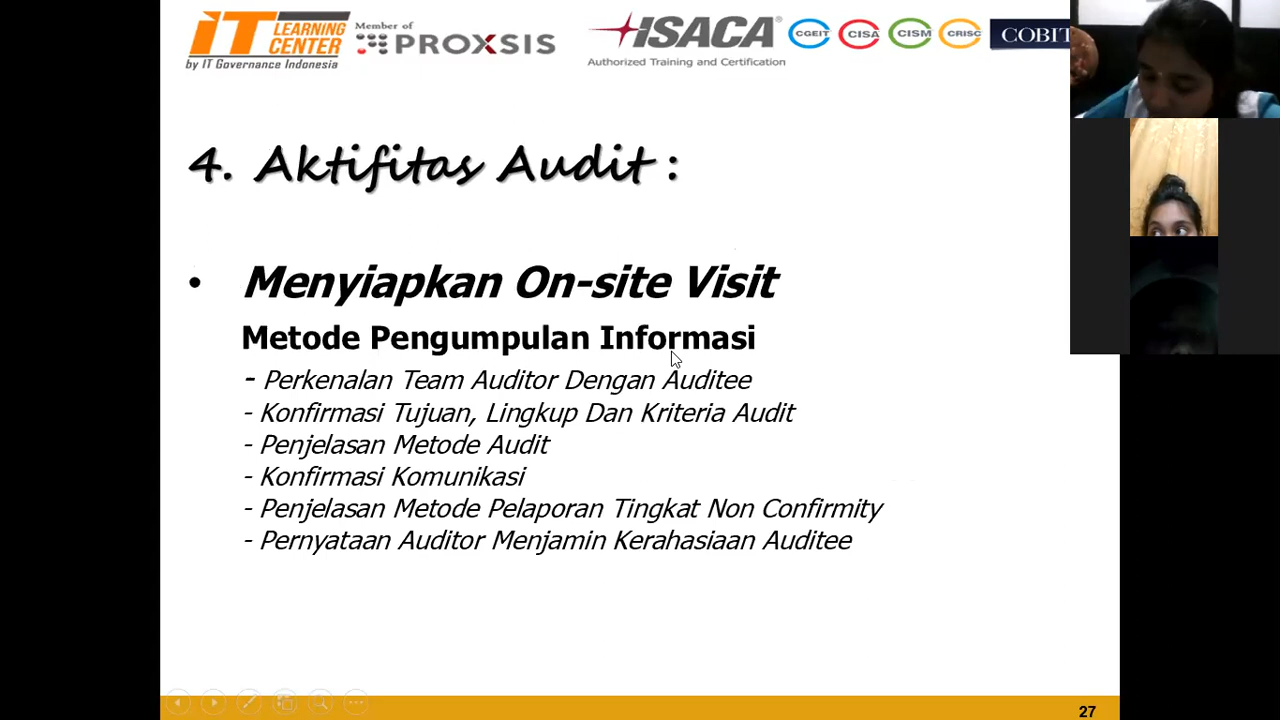 iT LEARNING CENTER
by IT Governance Indonesia
Member of
PROXSIS
ISACA
Authorized Training and Certification
CGEIT CISA CISM CRISC COBIT
4. Aktifitas Audit :
• Menyiapkan On-site Visit
Metode Pengumpulan Informasi
- Perkenalan Team Auditor Dengan Auditee
- Konfirmasi Tujuan, Lingkup Dan Kriteria Audit
- Penjelasan Metode Audit
- Konfirmasi Komunikasi
- Penjelasan Metode Pelaporan Tingkat Non Confirmity
- Pernyataan Auditor Menjamin Kerahasiaan Auditee
27